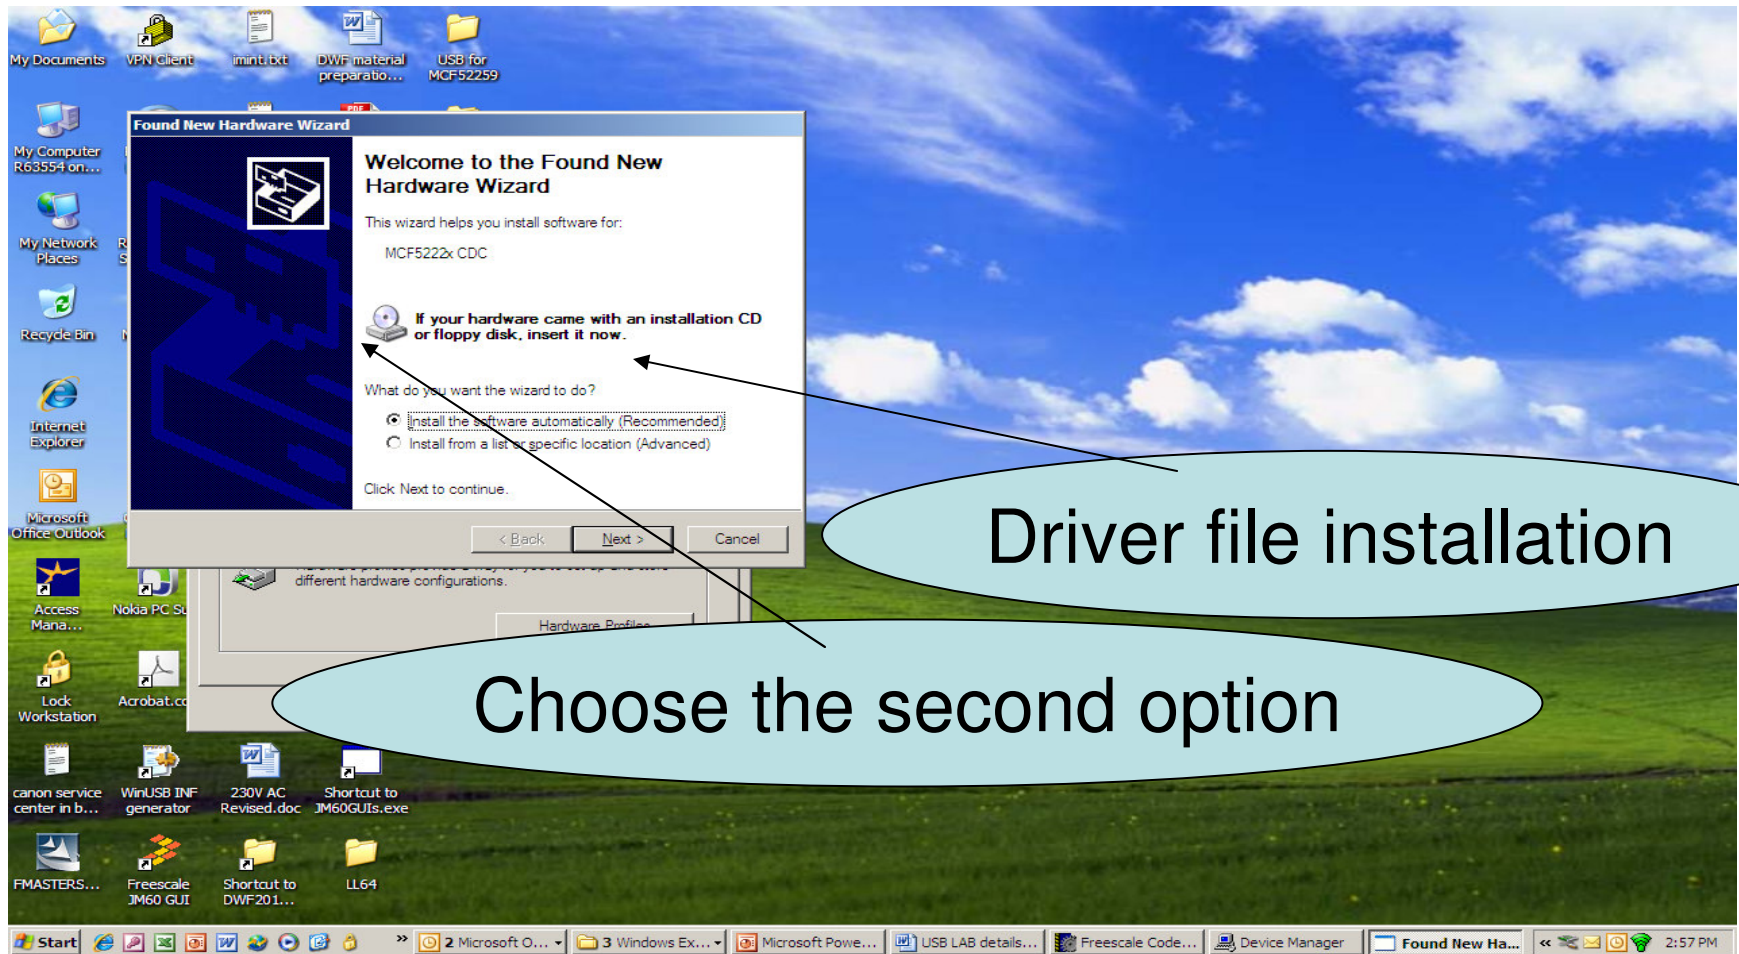 My Documents
VPN Client
imint.txt
DWF material
preparatio...
USB for
MCF52259
My Computer
R63554 on...
My Network
Places
Recycle Bin
Internet
Explorer
Microsoft
Office Outlook
Access
Mana...
Nokia PC Su
Lock
Workstation
Acrobat.co
canon service
center in b...
WinUSB INF
generator
230V AC
Revised.doc
Shortcut to
JM60GUIs.exe
FMASTERS...
Freescale
JM60 GUI
Shortcut to
DWF201...
LL64
Found New Hardware Wizard
Welcome to the Found New
Hardware Wizard
This wizard helps you install software for:
MCF5222x CDC
If your hardware came with an installation CD
or floppy disk, insert it now.
What do you want the wizard to do?
Install the software automatically (Recommended)
Install from a list or specific location (Advanced)
Click Next to continue.
< Back
Next >
Cancel
different hardware configurations.
Hardware Profiles
Driver file installation
Choose the second option
Start
2 Microsoft O...
3 Windows Ex...
Microsoft Powe...
USB LAB details...
Freescale Code...
Device Manager
Found New Ha...
2:57 PM